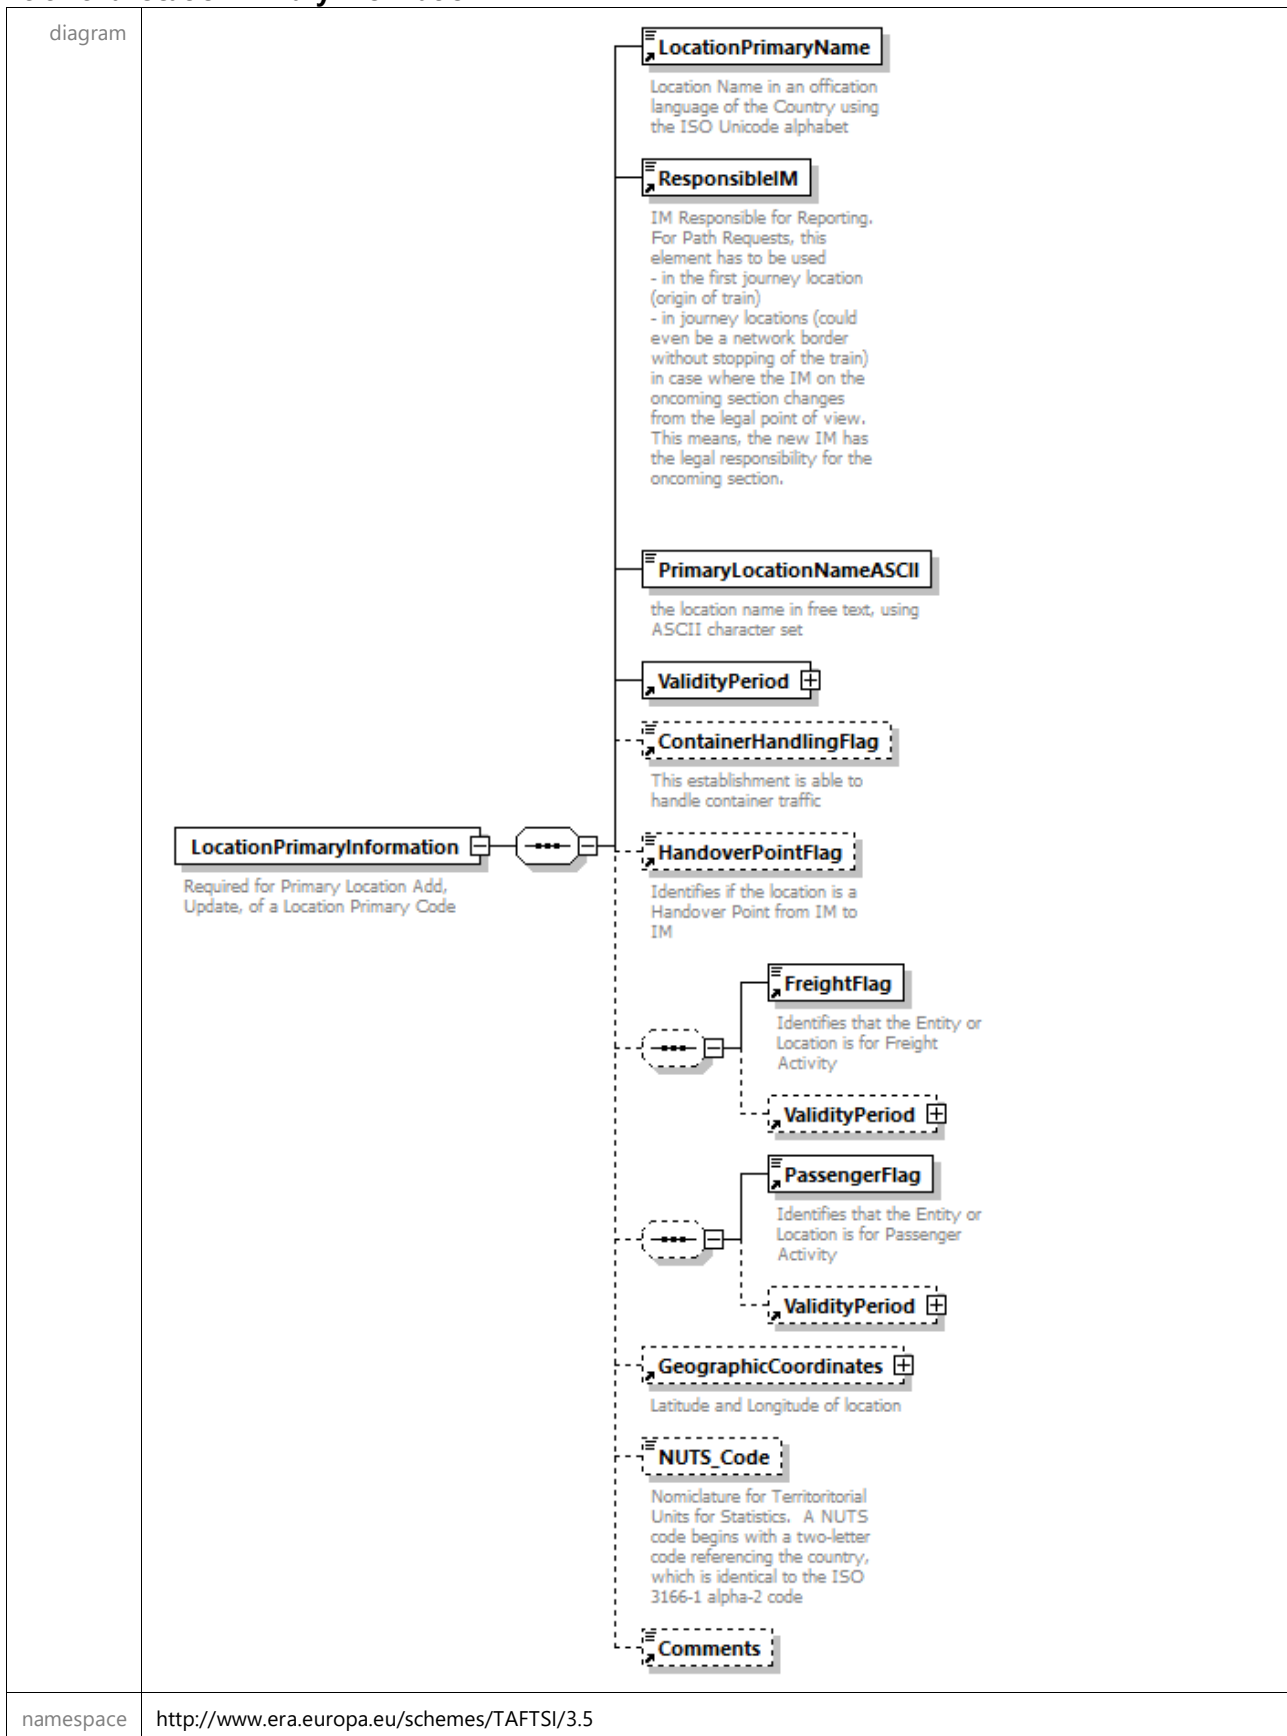 diagram
LocationPrimaryName
Location Name in an offication
language of the Country using
the ISO Unicode alphabet
ResponsibleIM
IM Responsible for Reporting.
For Path Requests, this
element has to be used
- in the first journey location
(origin of train)
- in journey locations (could
even be a network border
without stopping of the train)
in case where the IM on the
oncoming section changes
from the legal point of view.
This means, the new IM has
the legal responsibility for the
oncoming section.
PrimaryLocationNameASCII
the location name in free text, using
ASCII character set
ValidityPeriod
ContainerHandlingFlag
This establishment is able to
handle container traffic
LocationPrimaryInformation
Required for Primary Location Add,
Update, of a Location Primary Code
HandoverPointFlag
Identifies if the location is a
Handover Point from IM to
IM
FreightFlag
Identifies that the Entity or
Location is for Freight
Activity
ValidityPeriod
PassengerFlag
Identifies that the Entity or
Location is for Passenger
Activity
ValidityPeriod
GeographicCoordinates
Latitude and Longitude of location
NUTS_Code
Nomiclature for Territoritorial
Units for Statistics.  A NUTS
code begins with a two-letter
code referencing the country,
which is identical to the ISO
3166-1 alpha-2 code
Comments
namespace
http://www.era.europa.eu/schemes/TAFTSI/3.5